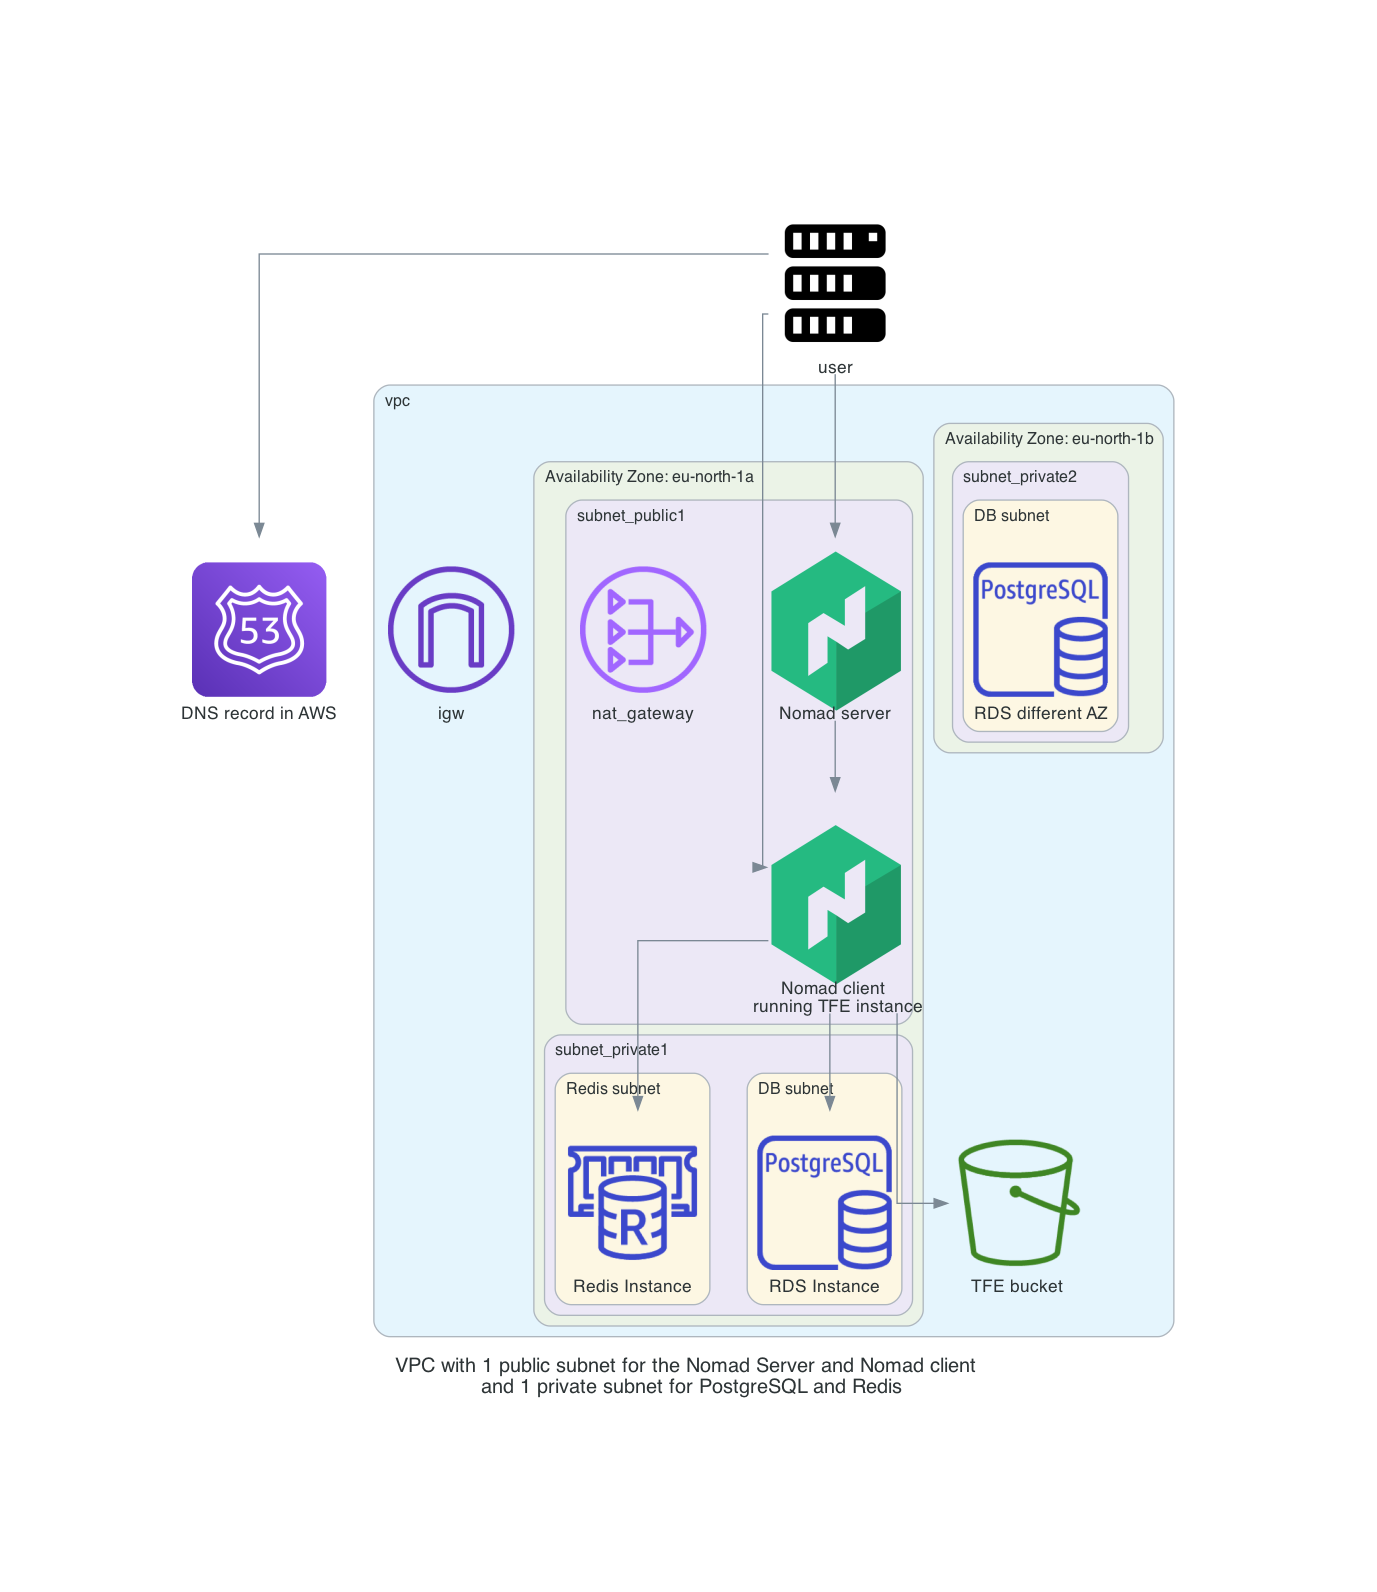 user
vpc
Availability Zone: eu-north-1b
Availability Zone: eu-north-1a
subnet_private2
subnet_public1
DB subnet
PostgreSQL
53
DNS record in AWS
igw
nat_gateway
Nomad server
RDS different AZ
Nomad client
running TFE instance
subnet_private1
Redis subnet
DB subnet
PostgreSQL
R
Redis Instance
RDS Instance
TFE bucket
VPC with 1 public subnet for the Nomad Server and Nomad client
and 1 private subnet for PostgreSQL and Redis